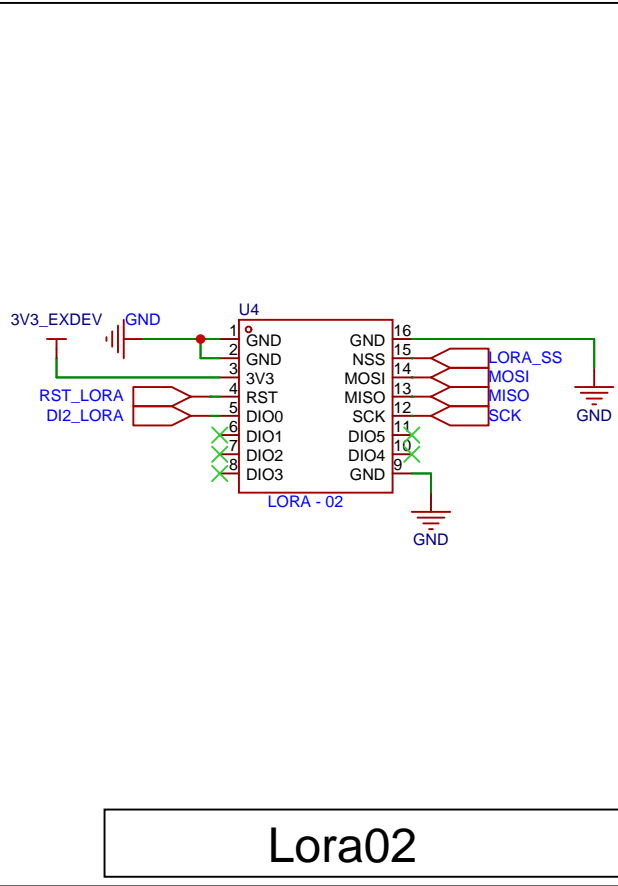 U4
3V3_EXDEV
GND
1 GND GND 16
2 GND NSS 15 LORA_SS
3 3V3 MOSI 14 MOSI
RST_LORA 4 RST MISO 13 MISO
DI2_LORA 5 DIO0 SCK 12 SCK
6 DIO1 DIO5 11
7 DIO2 DIO4 10
8 DIO3 GND 9
GND
LORA - 02
GND
Lora02